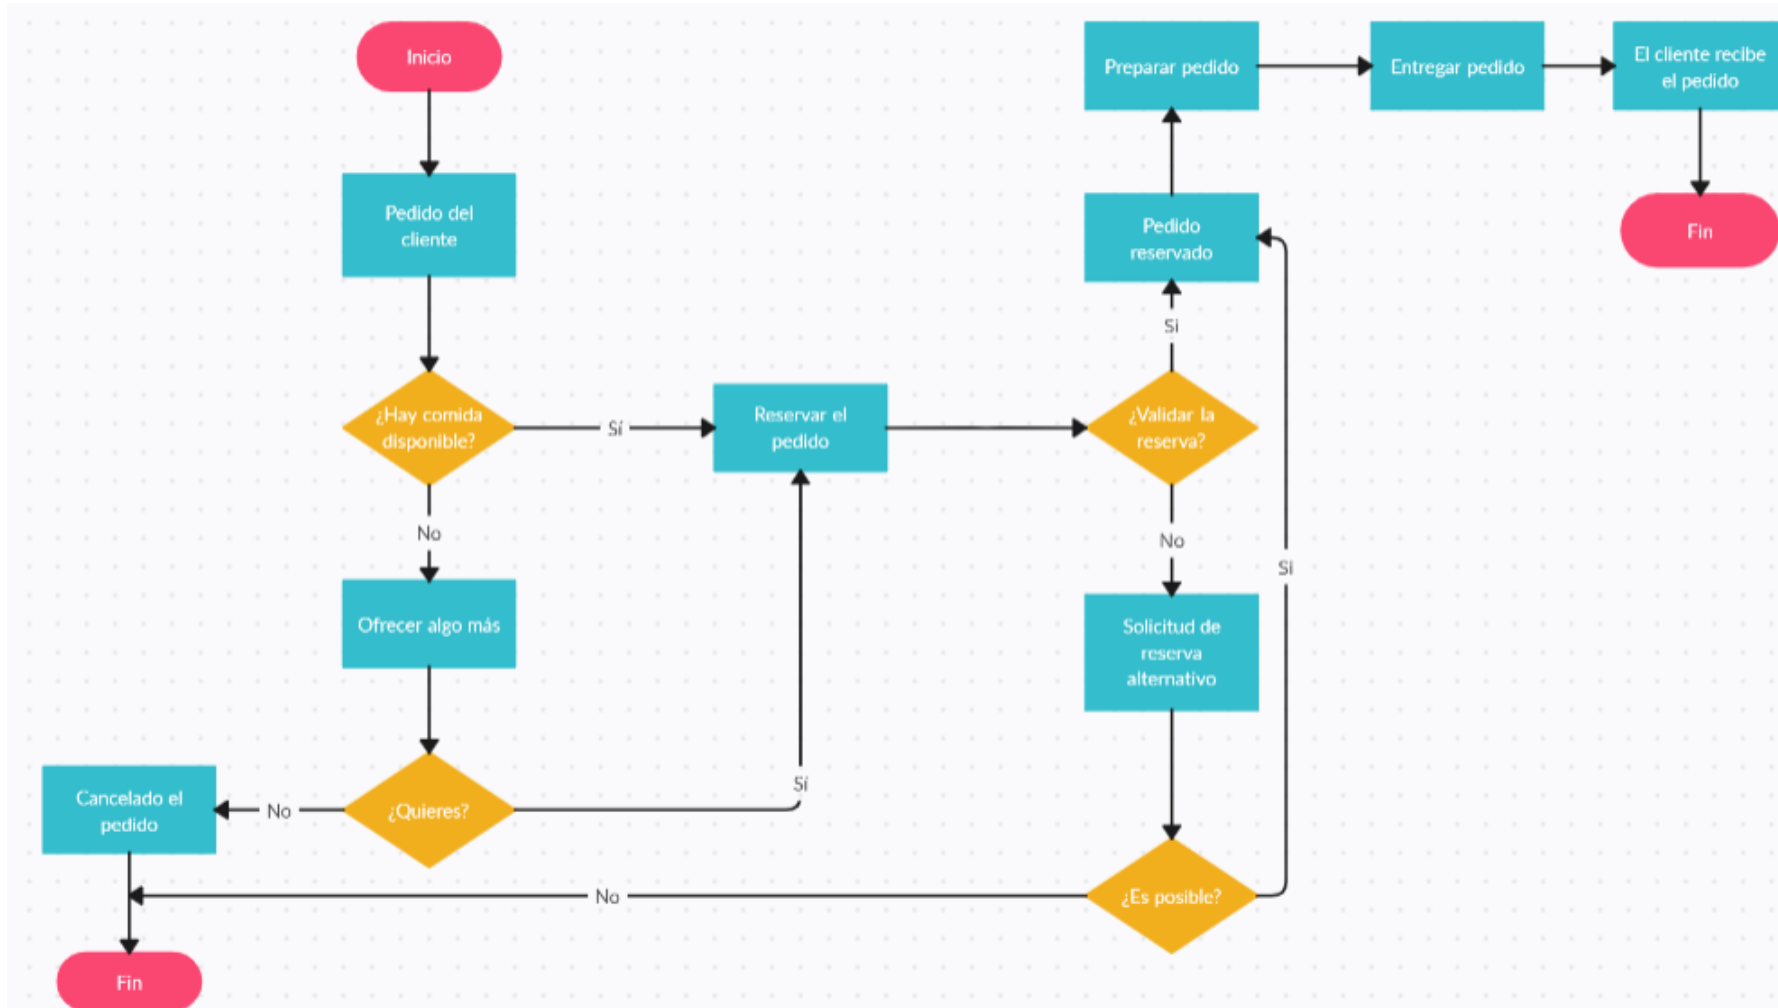 Inicio
Pedido del
cliente
¿Hay comida
disponible?
Sí
No
Ofrecer algo más
¿Quieres?
No
Cancelado el
pedido
Fin
Sí
Reservar el
pedido
¿Validar la
reserva?
Si
Pedido
reservado
Preparar pedido
Entregar pedido
El cliente recibe
el pedido
Fin
No
Solicitud de
reserva
alternativo
¿Es posible?
Si
No